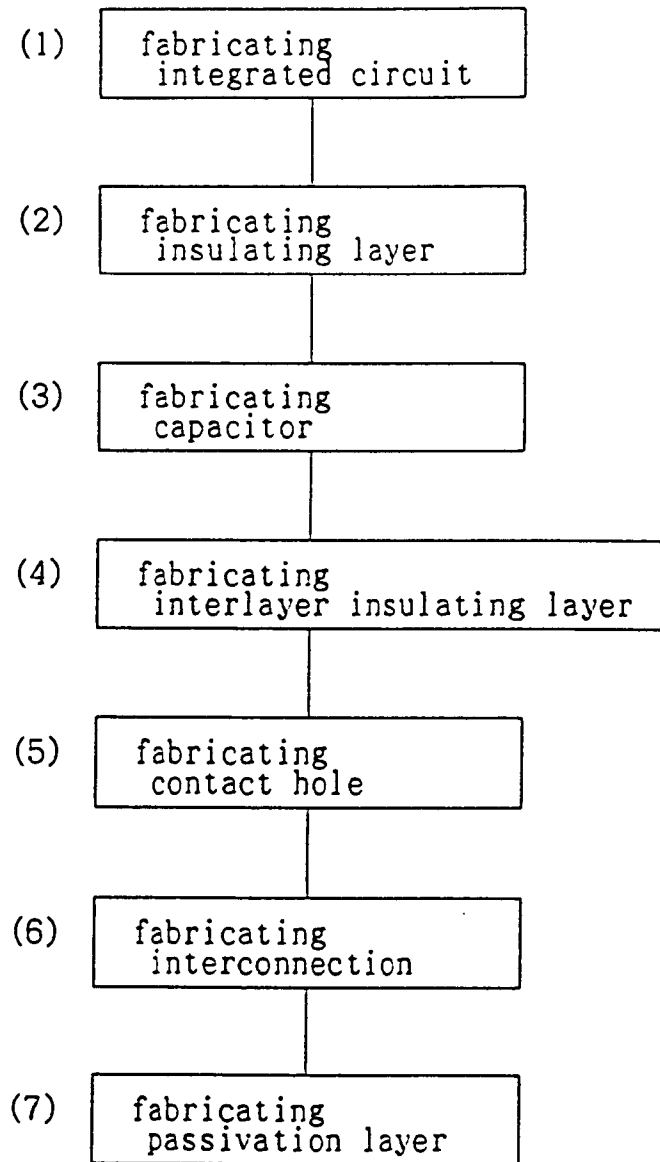 (1) fabricating
integrated circuit
(2) fabricating
insulating layer
(3) fabricating
capacitor
(4) fabricating
interlayer insulating layer
(5) fabricating
contact hole
(6) fabricating
interconnection
(7) fabricating
passivation layer